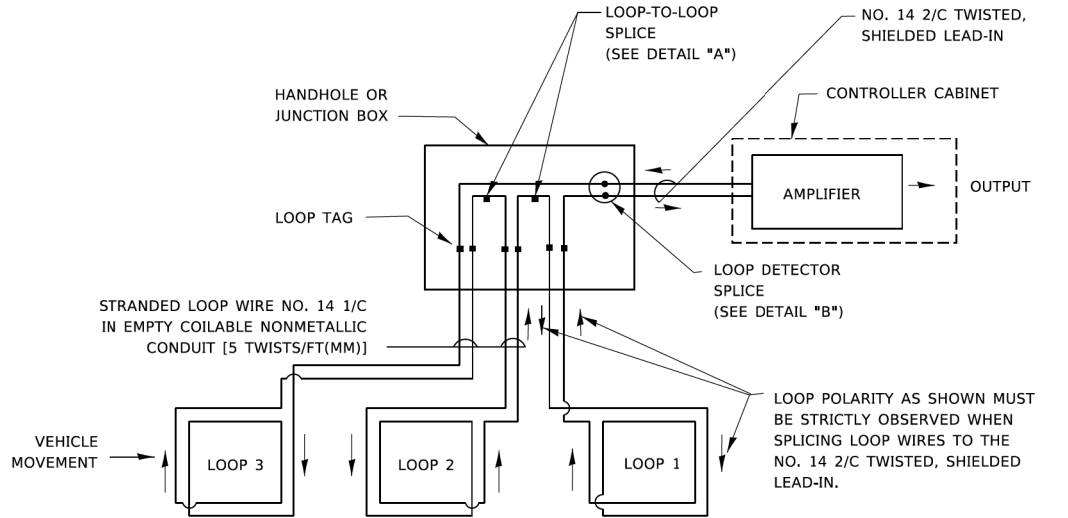 LOOP-TO-LOOP
SPLICE
(SEE DETAIL "A")
NO. 14 2/C TWISTED,
SHIELDED LEAD-IN
HANDHOLE OR
JUNCTION BOX
CONTROLLER CABINET
AMPLIFIER
OUTPUT
LOOP TAG
LOOP DETECTOR
SPLICE
(SEE DETAIL "B")
STRANDED LOOP WIRE NO. 14 1/C
IN EMPTY COILABLE NONMETALLIC
CONDUIT [5 TWISTS/FT(MM)]
LOOP POLARITY AS SHOWN MUST
BE STRICTLY OBSERVED WHEN
SPLICING LOOP WIRES TO THE
NO. 14 2/C TWISTED, SHIELDED
LEAD-IN.
VEHICLE
MOVEMENT
LOOP 3
LOOP 2
LOOP 1